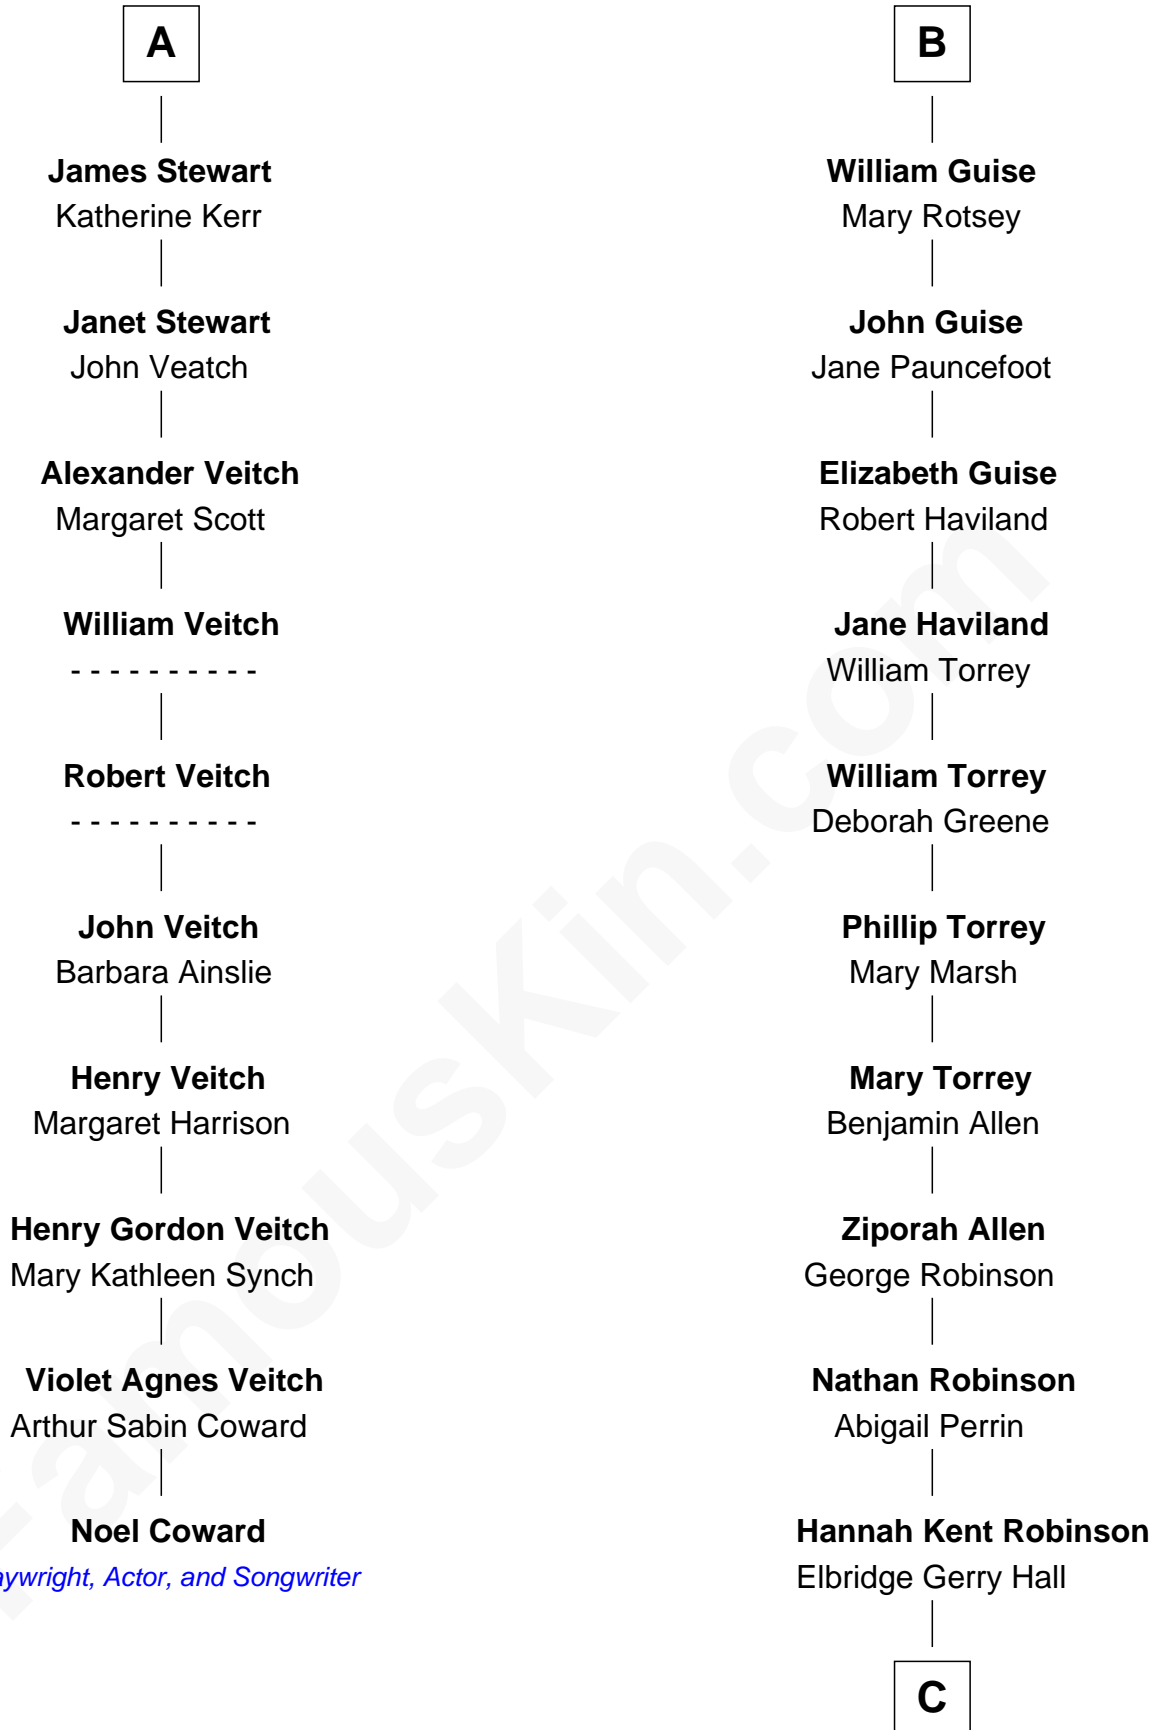 A
James Stewart
Katherine Kerr
Janet Stewart
John Veatch
Alexander Veitch
Margaret Scott
William Veitch
- - - - - - - - - -
Robert Veitch
- - - - - - - - - -
John Veitch
Barbara Ainslie
Henry Veitch
Margaret Harrison
Henry Gordon Veitch
Mary Kathleen Synch
Violet Agnes Veitch
Arthur Sabin Coward
Noel Coward
aywright, Actor, and Songwriter
B
William Guise
Mary Rotsey
John Guise
Jane Pauncefoot
Elizabeth Guise
Robert Haviland
Jane Haviland
William Torrey
William Torrey
Deborah Greene
Phillip Torrey
Mary Marsh
Mary Torrey
Benjamin Allen
Ziporah Allen
George Robinson
Nathan Robinson
Abigail Perrin
Hannah Kent Robinson
Elbridge Gerry Hall
C
FamousKin.com